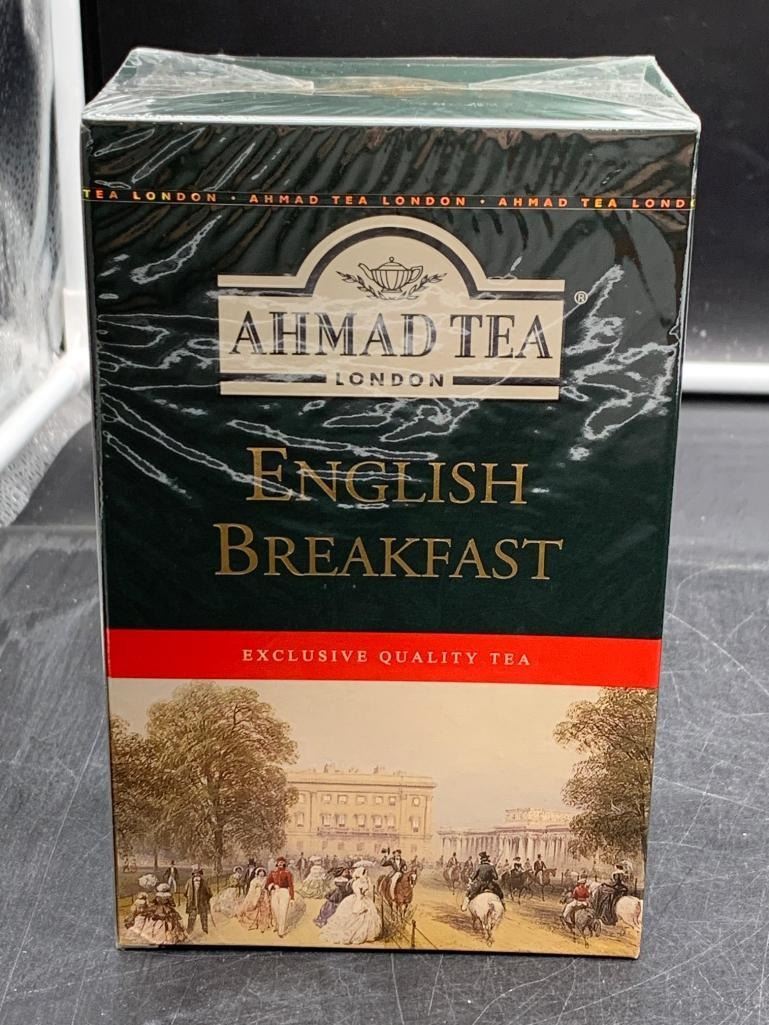 TEA LONDON · AHMAD TEA LONDON · AHMAD TEA LOND
AHMAD TEA ®
LONDON
ENGLISH
BREAKFAST
EXCLUSIVE QUALITY TEA